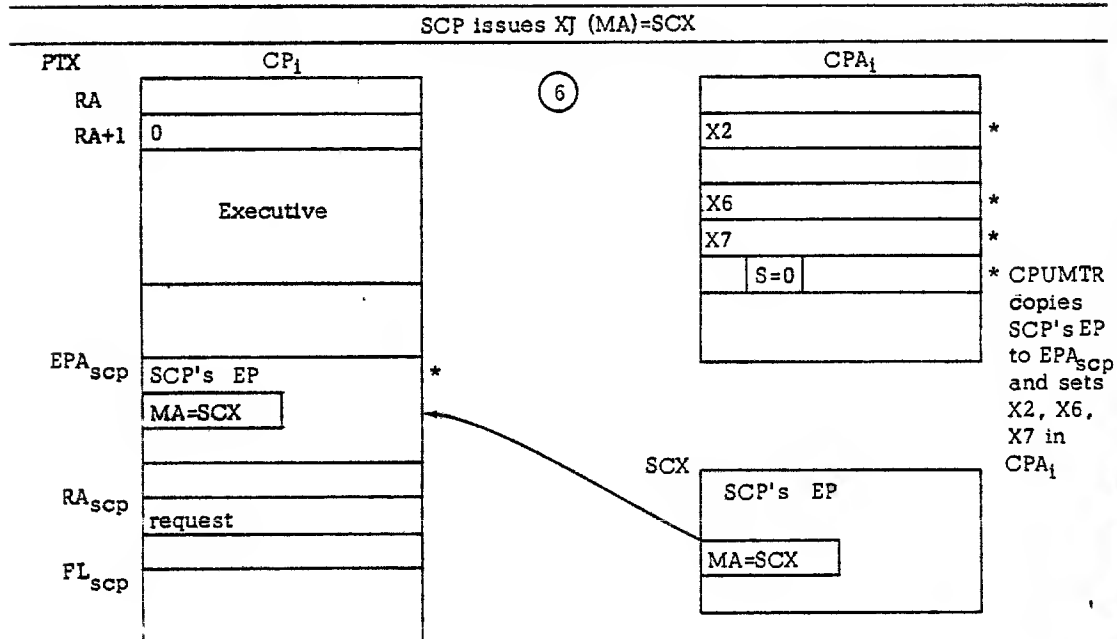 SCP issues XJ (MA)=SCX
PTX
CPi
6
CPAi
RA
RA+1
0
X2
*
Executive
X6
*
X7
*
S=0
* CPUMTR
copies
SCP's EP
to EPAscp
and sets
X2, X6,
X7 in
CPAi
EPAscp
SCP's EP
*
MA=SCX
SCX
SCP's EP
MA=SCX
RAscp
request
FLscp